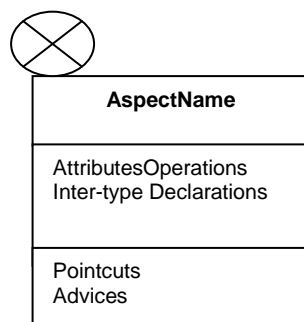 AspectName
AttributesOperations
Inter-type Declarations
Pointcuts
Advices